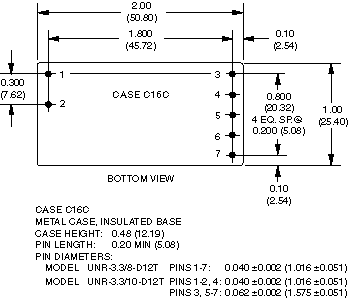 2.00
(50.80)
1.800
(45.72)
0.10
(2.54)
0.300
(7.62)
1
2
CASE C16C
3
4
5
6
7
0.800
(20.32)
4 EQ. SP.@
0.200 (5.08)
1.00
(25.40)
BOTTOM VIEW
0.10
(2.54)
CASE C16C
METAL CASE, INSULATED BASE
CASE HEIGHT: 0.48 (12.19)
PIN LENGTH: 0.20 MIN (5.08)
PIN DIAMETERS:
MODEL UNR-3.3/8-D12T PINS 1-7: 0.040 ±0.002 (1.016 ±0.051)
MODEL UNR-3.3/10-D12T PINS 1-2, 4: 0.040 ±0.002 (1.016 ±0.051)
PINS 3, 5-7: 0.062 ±0.002 (1.575 ±0.051)